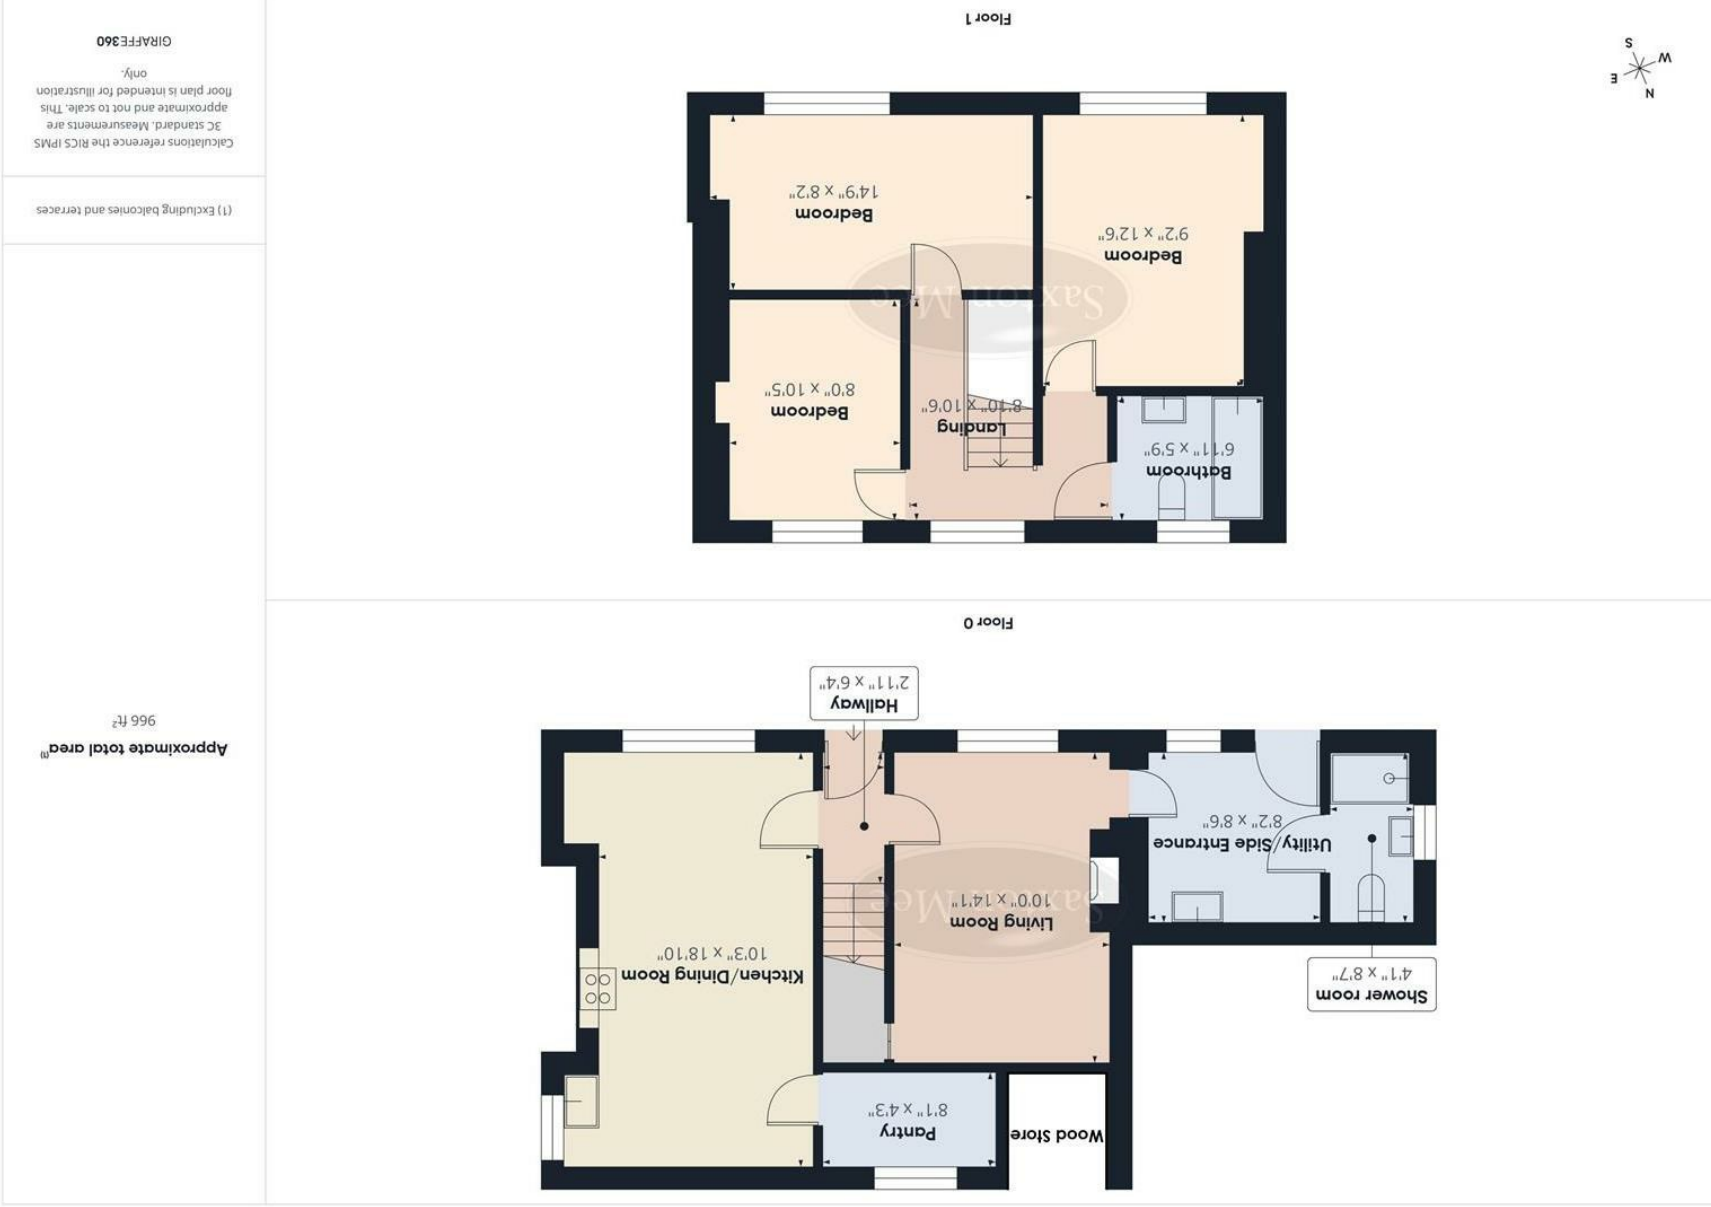 Floor 0
Wood Store
Pantry
8'1" x 4'3"
Kitchen/Dining Room
10'3" x 18'10"
Shower room
4'1" x 8'7"
Living Room
10'0" x 14'1"
Saxton Mee
Utility/Side Entrance
8'2" x 8'6"
Hallway
2'11" x 6'4"
Floor 1
Bathroom
6'11" x 5'9"
Landing
8'10" x 10'6"
Bedroom
8'0" x 10'5"
Saxton Mee
Bedroom
9'2" x 12'6"
Bedroom
14'9" x 8'2"
N
E
W
S
Approximate total area(1)
966 ft²
(1) Excluding balconies and terraces
Calculations reference the RICS IPMS
3C standard. Measurements are
approximate and not to scale. This
floor plan is intended for illustration
only.
GIRAFFE360